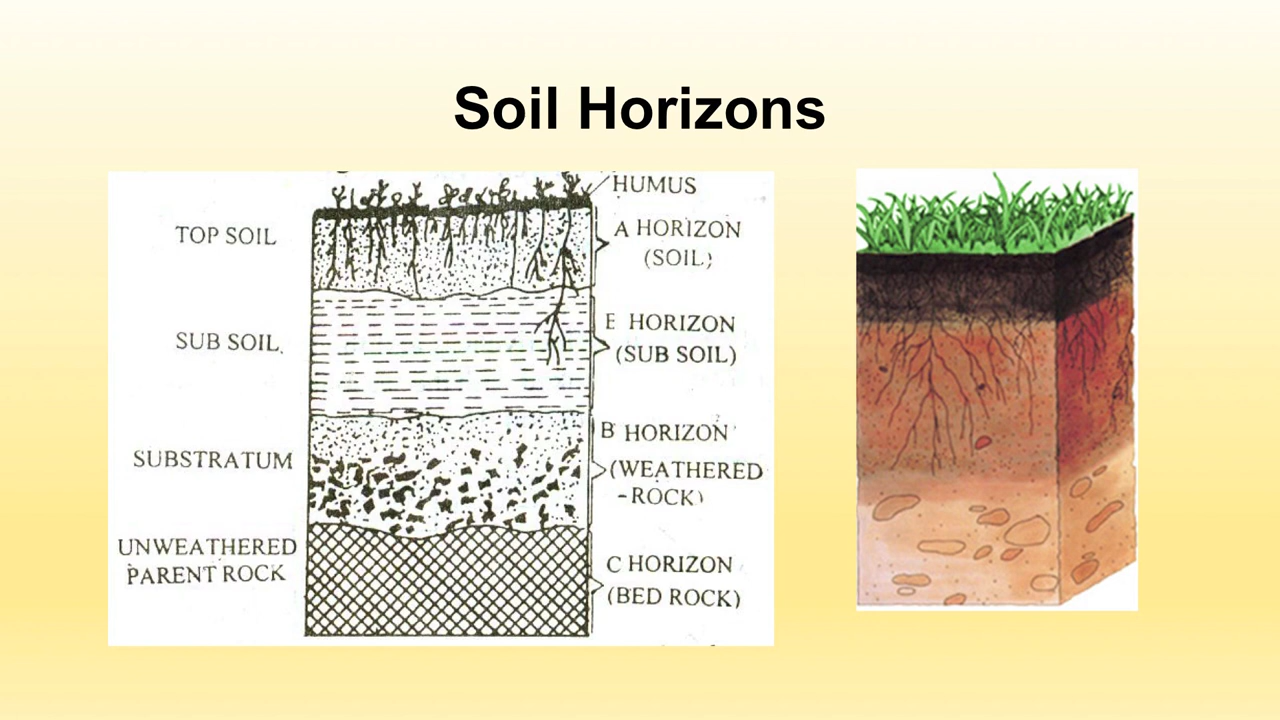 Soil Horizons
HUMUS
TOP SOIL
A HORIZON
(SOIL)
SUB SOIL
E HORIZON
(SUB SOIL)
SUBSTRATUM
B HORIZON
(WEATHERED
-ROCK)
UNWEATHERED
PARENT ROCK
C HORIZON
(BED ROCK)